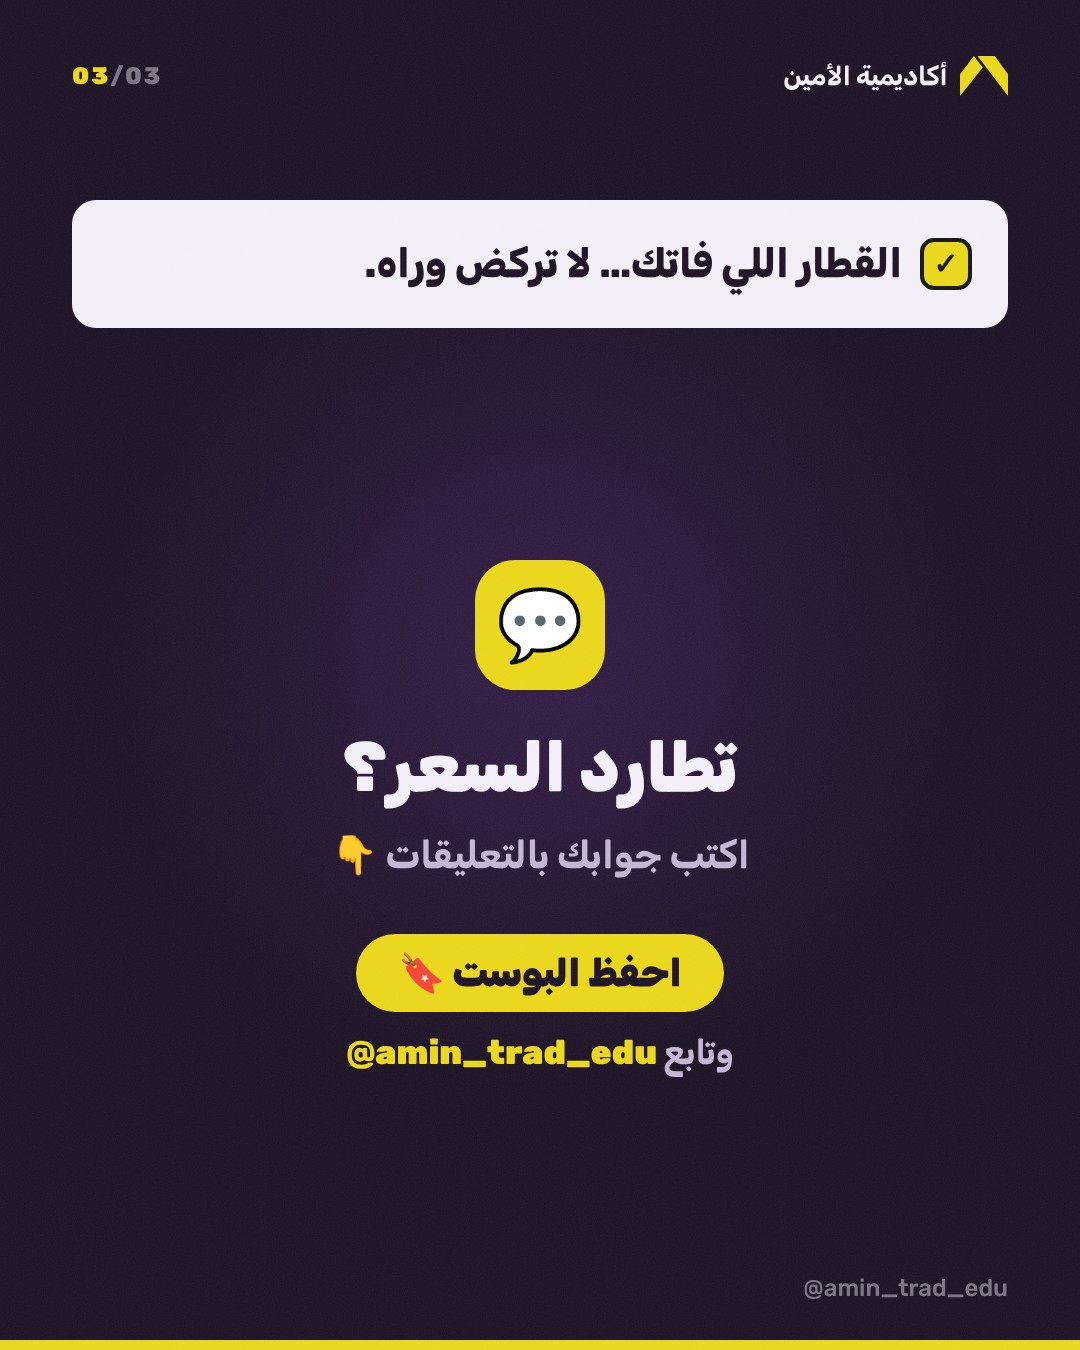 أكاديمية الأمين
03/03
القطار اللي فاتك... لا تركض وراه.
تطارد السعر؟
اكتب جوابك بالتعليقات 👇
احفظ البوست 🔖
وتابع @amin_trad_edu
@amin_trad_edu